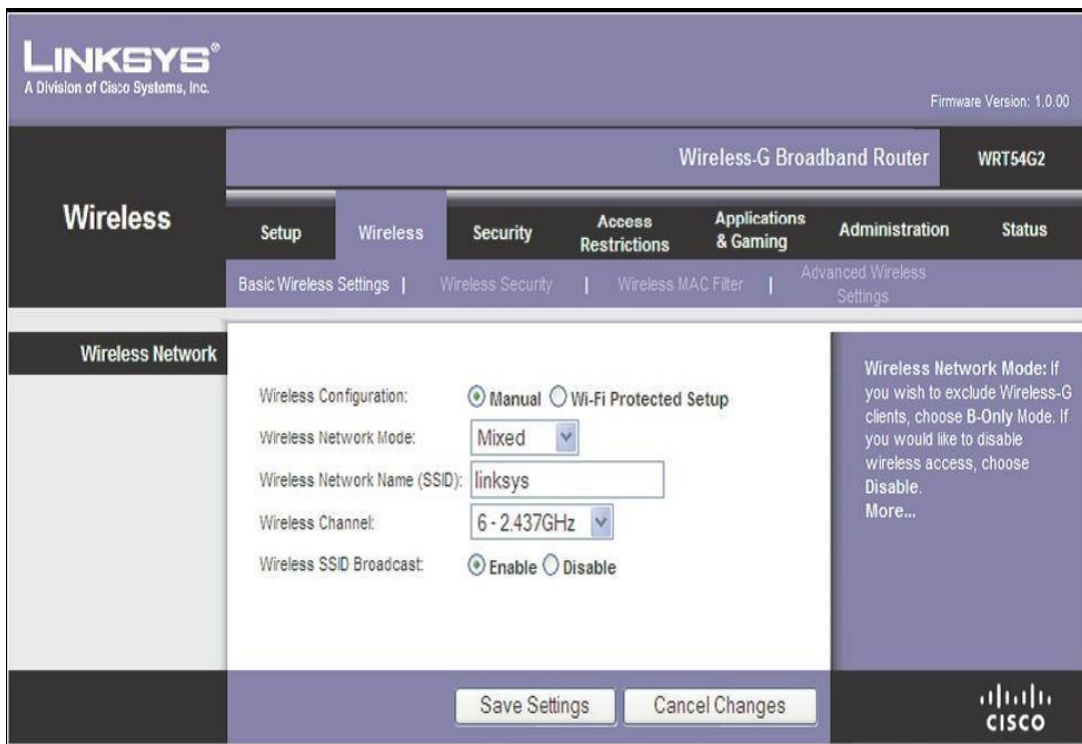 LINKSYS®
A Division of Cisco Systems, Inc.
Firmware Version: 1.0.00
Wireless-G Broadband Router
WRT54G2
Wireless
Setup
Wireless
Security
Access
Restrictions
Applications
& Gaming
Administration
Status
Basic Wireless Settings |
Wireless Security |
Wireless MAC Filter |
Advanced Wireless
Settings
Wireless Network
Wireless Configuration: Manual Wi-Fi Protected Setup
Wireless Network Mode: Mixed
Wireless Network Name (SSID): linksys
Wireless Channel: 6 - 2.437GHz
Wireless SSID Broadcast: Enable Disable
Wireless Network Mode: If
you wish to exclude Wireless-G
clients, choose B-Only Mode. If
you would like to disable
wireless access, choose
Disable.
More...
Save Settings
Cancel Changes
CISCO